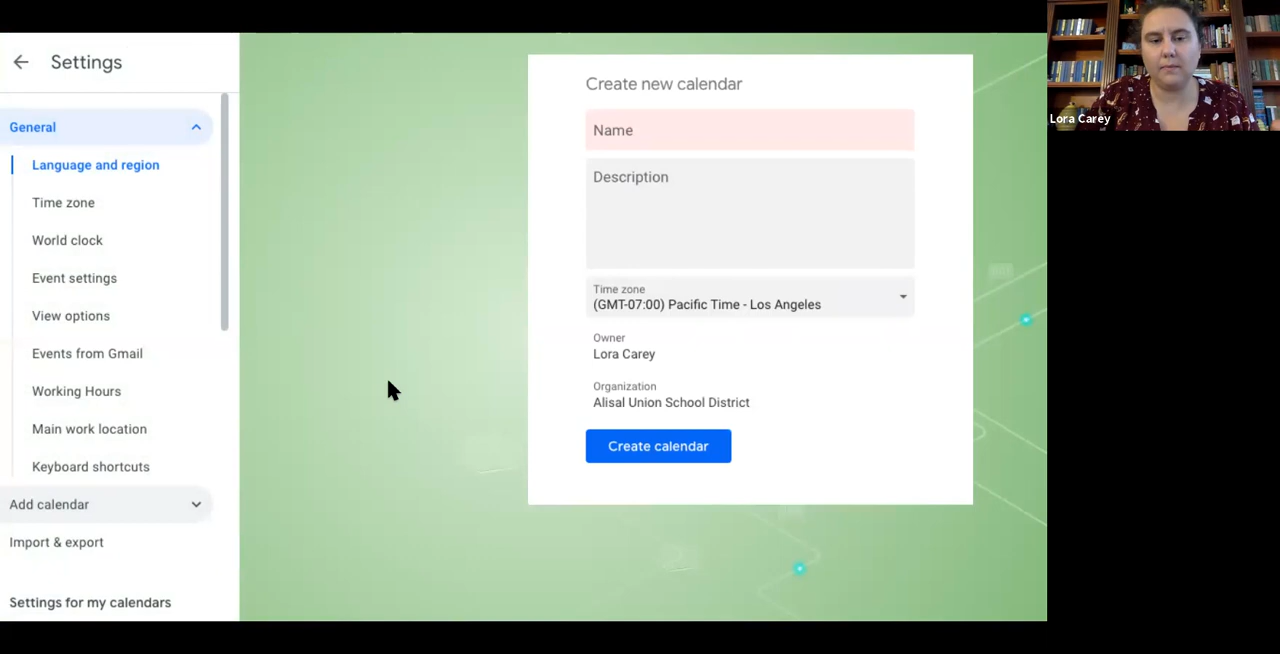 Settings
General
Language and region
Time zone
World clock
Event settings
View options
Events from Gmail
Working Hours
Main work location
Keyboard shortcuts
Add calendar
Import & export
Settings for my calendars
Create new calendar
Name
Description
Time zone
(GMT-07:00) Pacific Time - Los Angeles
Owner
Lora Carey
Organization
Alisal Union School District
Create calendar
Lora Carey